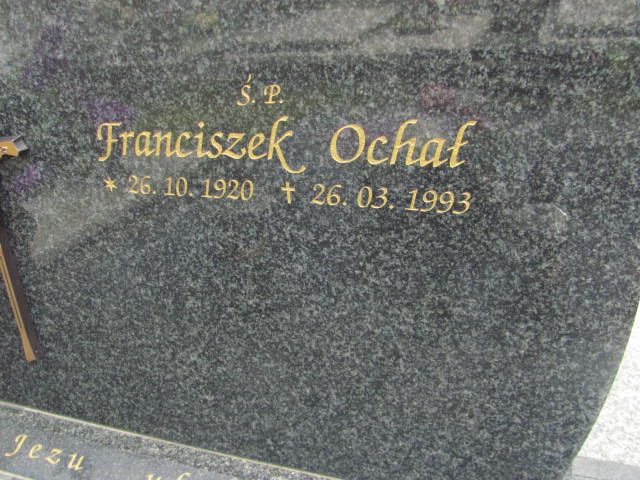 Ś. P.
Franciszek Ochał
* 26. 10. 1920 ✝ 26. 03. 1993
Jezu